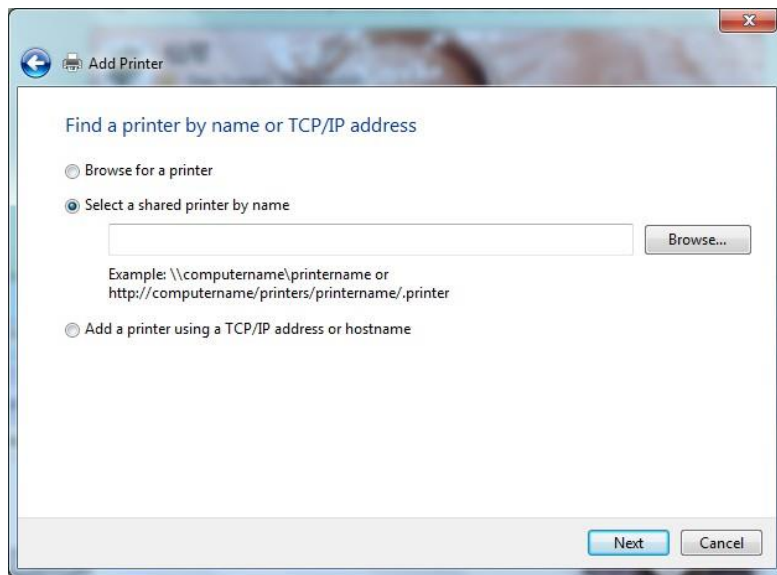 Add Printer
Find a printer by name or TCP/IP address
Browse for a printer
Select a shared printer by name
Browse...
Example: \\computername\printername or
http://computername/printers/printername/.printer
Add a printer using a TCP/IP address or hostname
Next
Cancel